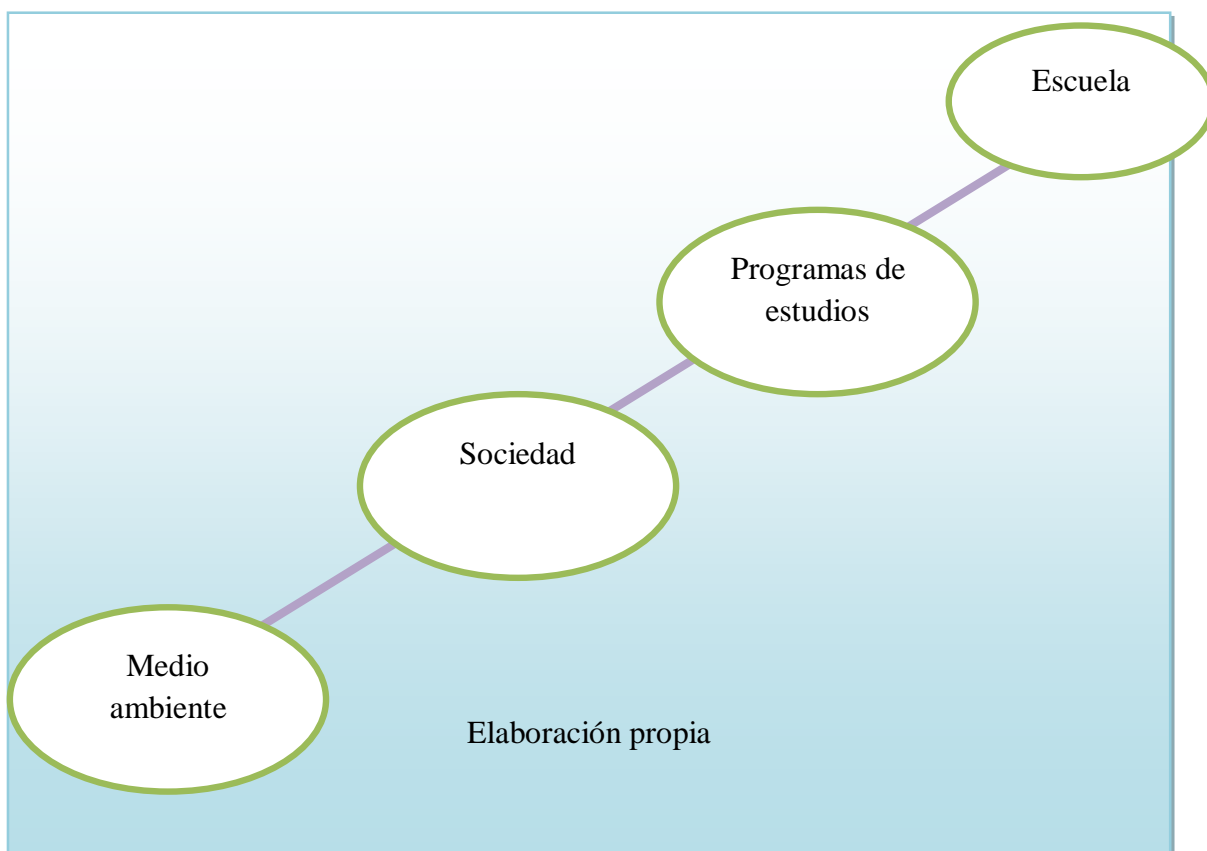 Escuela
Programas de
estudios
Sociedad
Medio
ambiente
Elaboración propia